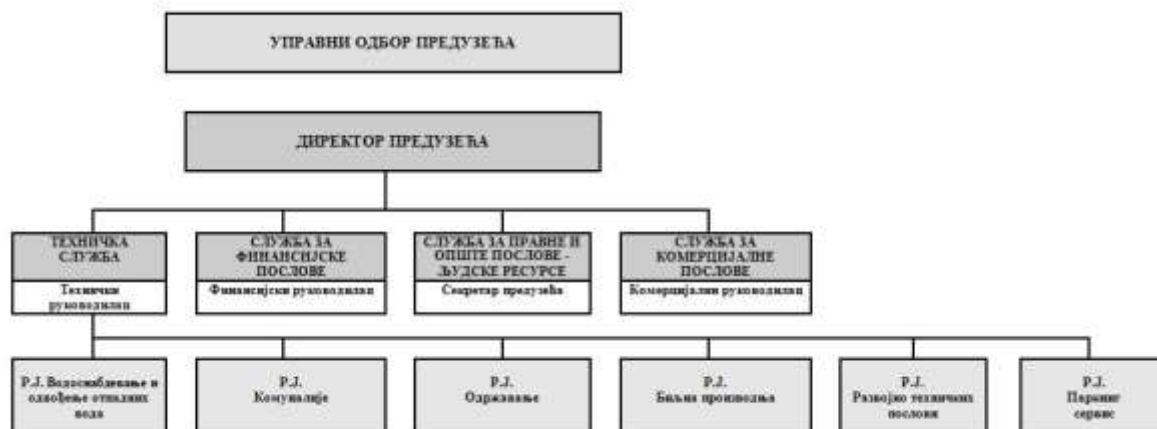 УПРАВНИ ОДБОР ПРЕДУЗЕЋА
ДИРЕКТОР ПРЕДУЗЕЋА
ТЕХНИЧКА
СЛУЖБА
Технички
руководилац
СЛУЖБА ЗА
ФИНАНСИЈСКЕ
ПОСЛОВЕ
Финансијски руководилац
СЛУЖБА ЗА ПРАВНЕ И
ОПШТЕ ПОСЛОВЕ -
ЉУДСКЕ РЕСУРСЕ
Секретар предузећа
СЛУЖБА ЗА
КОМЕРЦИЈАЛНЕ
ПОСЛОВЕ
Комерцијални руководилац
Р.Ј. Водоснабдевање и
одвођење отпадних
вода
Р.Ј.
Комуналије
Р.Ј.
Одржавање
Р.Ј.
Биљна производња
Р.Ј.
Развојно техничких
послови
Р.Ј.
Паркинг
сервис